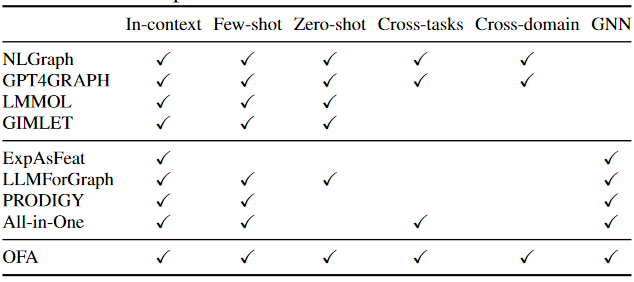 In-context Few-shot Zero-shot Cross-tasks Cross-domain GNN
NLGraph ✓ ✓ ✓ ✓ ✓
GPT4GRAPH ✓ ✓ ✓ ✓ ✓
LMMOL ✓ ✓ ✓
GIMLET ✓ ✓ ✓
ExpAsFeat ✓ ✓
LLMForGraph ✓ ✓ ✓ ✓
PRODIGY ✓ ✓ ✓
All-in-One ✓ ✓ ✓ ✓
OFA ✓ ✓ ✓ ✓ ✓ ✓